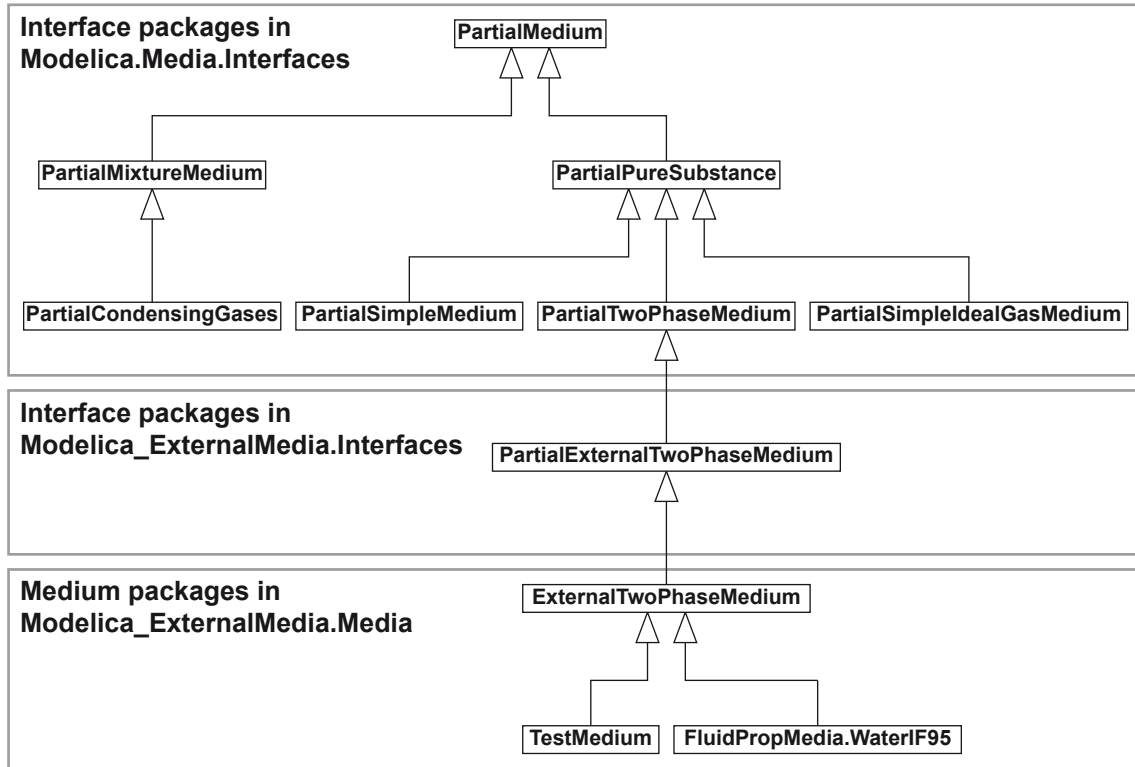 Interface packages in
Modelica.Media.Interfaces
PartialMedium
PartialMixtureMedium
PartialPureSubstance
PartialCondensingGases
PartialSimpleMedium
PartialTwoPhaseMedium
PartialSimpleIdealGasMedium
Interface packages in
Modelica_ExternalMedia.Interfaces
PartialExternalTwoPhaseMedium
Medium packages in
Modelica_ExternalMedia.Media
ExternalTwoPhaseMedium
TestMedium
FluidPropMedia.WaterIF95